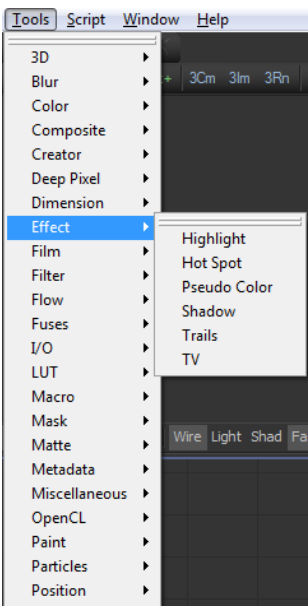 Tools Script Window Help
3D
+ 3Cm 3Im 3Rn
Blur
Color
Composite
Creator
Deep Pixel
Dimension
Effect
Highlight
Film
Hot Spot
Filter
Pseudo Color
Flow
Shadow
Fuses
Trails
I/O
TV
LUT
Macro
Mask
Matte
Wire Light Shad Fa
Metadata
Miscellaneous
OpenCL
Paint
Particles
Position